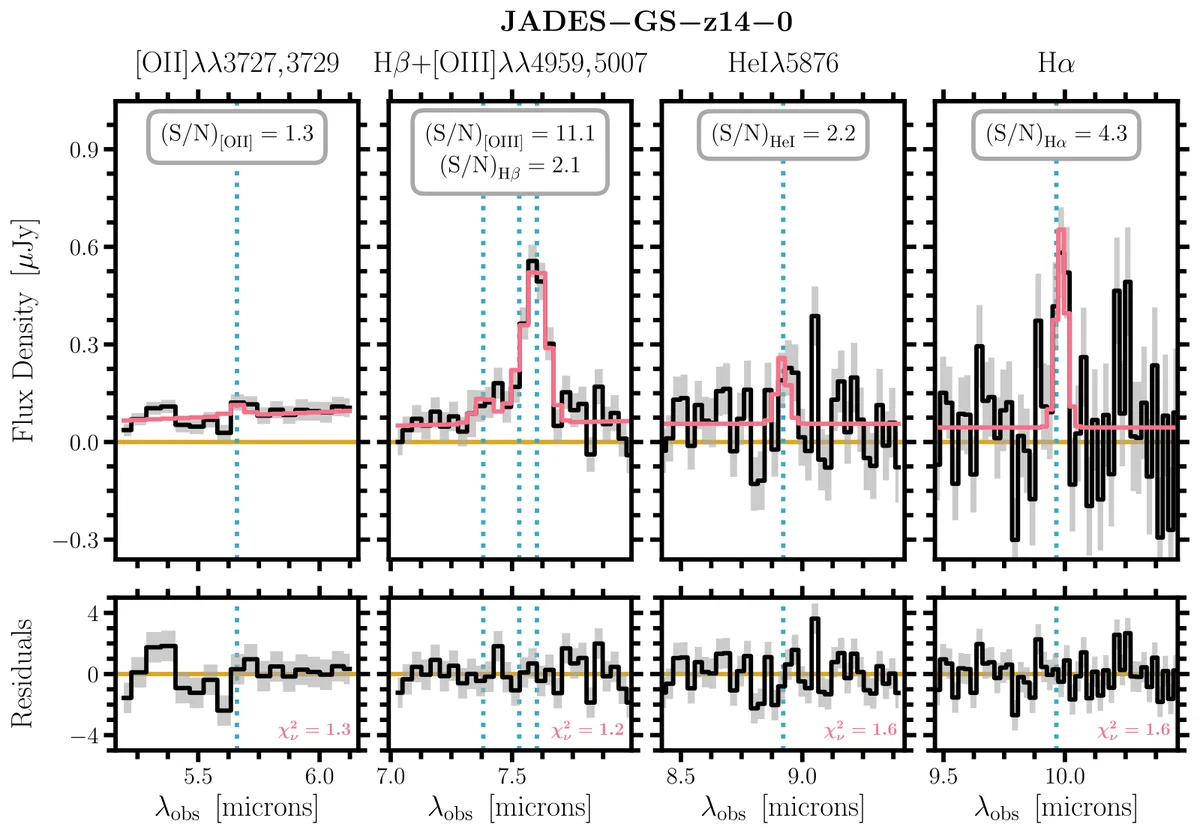 JADES−GS−z14−0
[OII]λλ3727,3729
Hβ+[OIII]λλ4959,5007
HeIλ5876
Hα
(S/N)[OII] = 1.3
(S/N)[OIII] = 11.1
(S/N)Hβ = 2.1
(S/N)HeI = 2.2
(S/N)Hα = 4.3
Flux Density [μJy]
0.9
0.6
0.3
0.0
−0.3
Residuals
4
0
−4
χ²ν = 1.3
χ²ν = 1.2
χ²ν = 1.6
χ²ν = 1.6
5.5 6.0
7.0 7.5
8.5 9.0
9.5 10.0
λobs [microns]
λobs [microns]
λobs [microns]
λobs [microns]